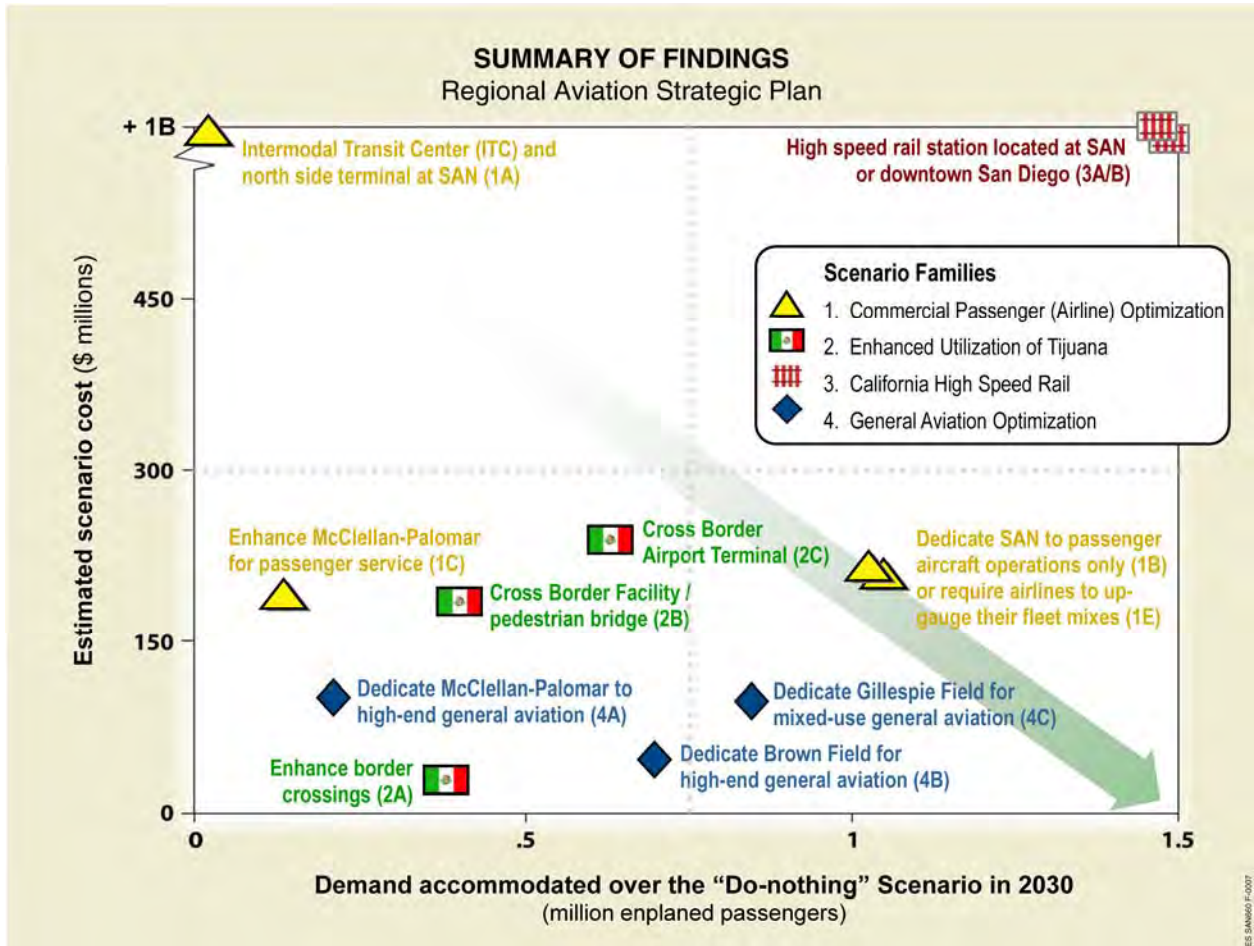 SUMMARY OF FINDINGS
Regional Aviation Strategic Plan
+ 1B
Intermodal Transit Center (ITC) and
north side terminal at SAN (1A)
High speed rail station located at SAN
or downtown San Diego (3A/B)
Scenario Families
1. Commercial Passenger (Airline) Optimization
2. Enhanced Utilization of Tijuana
3. California High Speed Rail
4. General Aviation Optimization
Estimated scenario cost ($ millions)
450
300
150
0
Enhance McClellan-Palomar
for passenger service (1C)
Cross Border
Airport Terminal (2C)
Cross Border Facility /
pedestrian bridge (2B)
Dedicate SAN to passenger
aircraft operations only (1B)
or require airlines to up-
gauge their fleet mixes (1E)
Dedicate McClellan-Palomar to
high-end general aviation (4A)
Dedicate Gillespie Field for
mixed-use general aviation (4C)
Dedicate Brown Field for
high-end general aviation (4B)
Enhance border
crossings (2A)
0
.5
1
1.5
Demand accommodated over the “Do-nothing” Scenario in 2030
(million enplaned passengers)
ES SAN660 F-0007